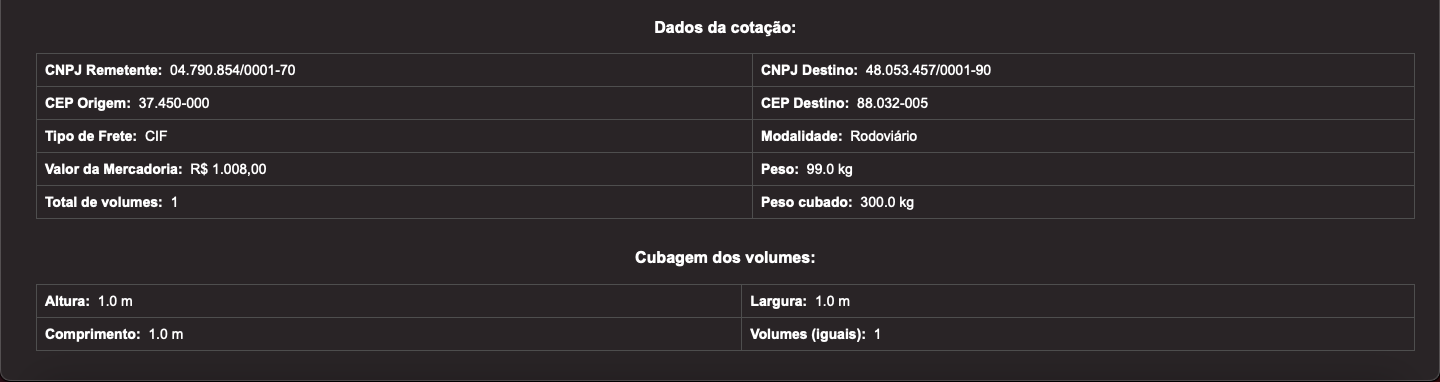 Dados da cotação:
CNPJ Remetente: 04.790.854/0001-70 CNPJ Destino: 48.053.457/0001-90
CEP Origem: 37.450-000 CEP Destino: 88.032-005
Tipo de Frete: CIF Modalidade: Rodoviário
Valor da Mercadoria: R$ 1.008,00 Peso: 99.0 kg
Total de volumes: 1 Peso cubado: 300.0 kg
Cubagem dos volumes:
Altura: 1.0 m Largura: 1.0 m
Comprimento: 1.0 m Volumes (iguais): 1